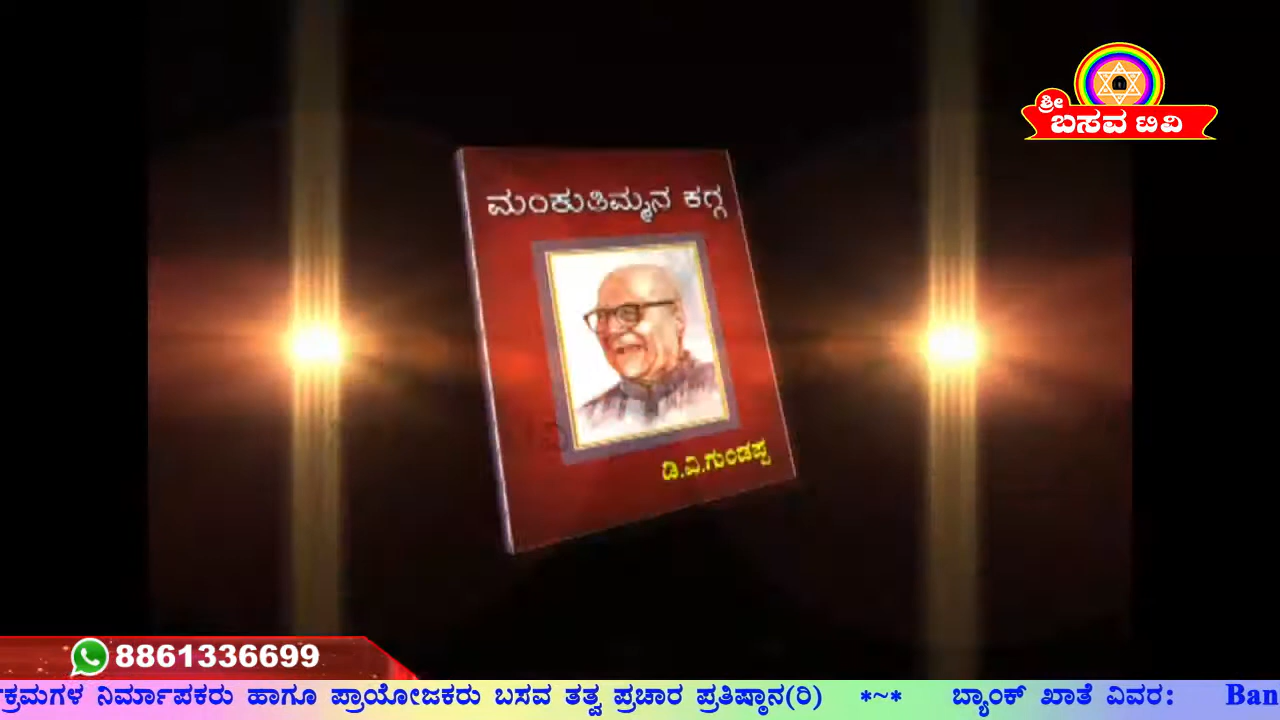 ಶ್ರೀ
ಬಸವ ಟಿವಿ
ಮಂಕುತಿಮ್ಮನ ಕಗ್ಗ
ಡಿ.ವಿ.ಗುಂಡಪ್ಪ
8861336699
ಕ್ರಮಗಳ ನಿರ್ಮಾಪಕರು ಹಾಗೂ ಪ್ರಾಯೋಜಕರು ಬಸವ ತತ್ವ ಪ್ರಚಾರ ಪ್ರತಿಷ್ಠಾನ(ರಿ) *~* ಬ್ಯಾಂಕ್ ಖಾತೆ ವಿವರ: Ban